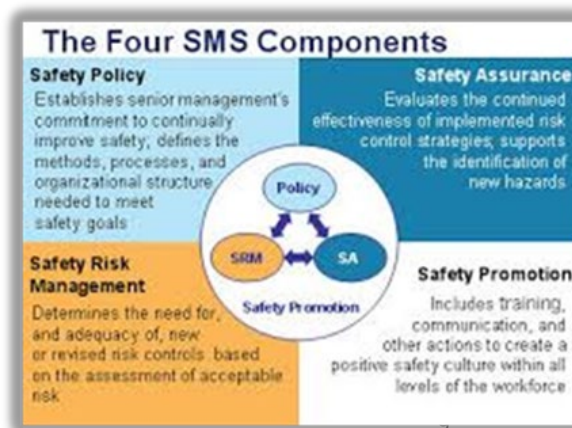 The Four SMS Components
Safety Policy
Establishes senior management's
commitment to continually
improve safety; defines the
methods, processes, and
organizational structure
needed to meet
safety goals
Safety Assurance
Evaluates the continued
effectiveness of implemented risk
control strategies; supports
the identification of
new hazards
Policy
SRM
SA
Safety Promotion
Safety Risk
Management
Determines the need for,
and adequacy of, new
or revised risk controls based
on the assessment of acceptable
risk
Safety Promotion
Includes training,
communication, and
other actions to create a
positive safety culture within all
levels of the workforce